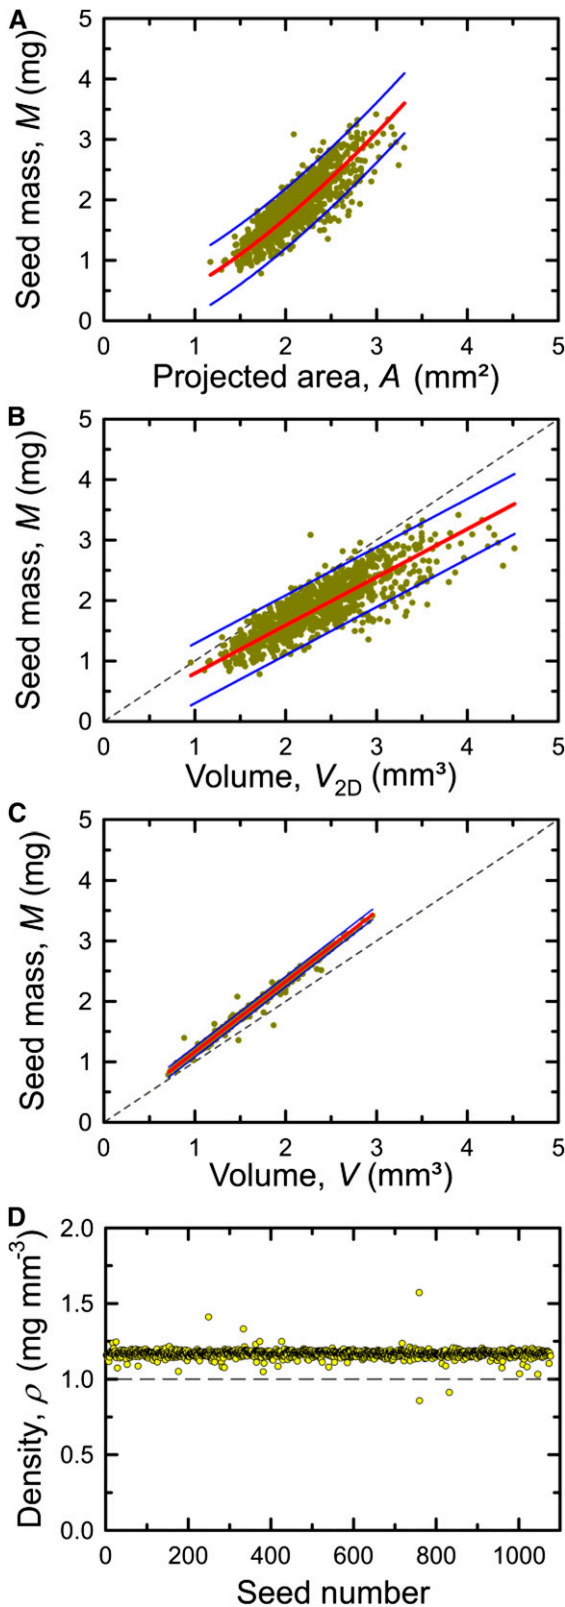 A
5
4
3
2
1
0
Seed mass, M (mg)
0 1 2 3 4 5
Projected area, A (mm²)
B
5
4
3
2
1
0
Seed mass, M (mg)
0 1 2 3 4 5
Volume, V₂D (mm³)
C
5
4
3
2
1
0
Seed mass, M (mg)
0 1 2 3 4 5
Volume, V (mm³)
D
2.0
1.5
1.0
0.5
0.0
Density, ρ (mg mm⁻³)
0 200 400 600 800 1000
Seed number